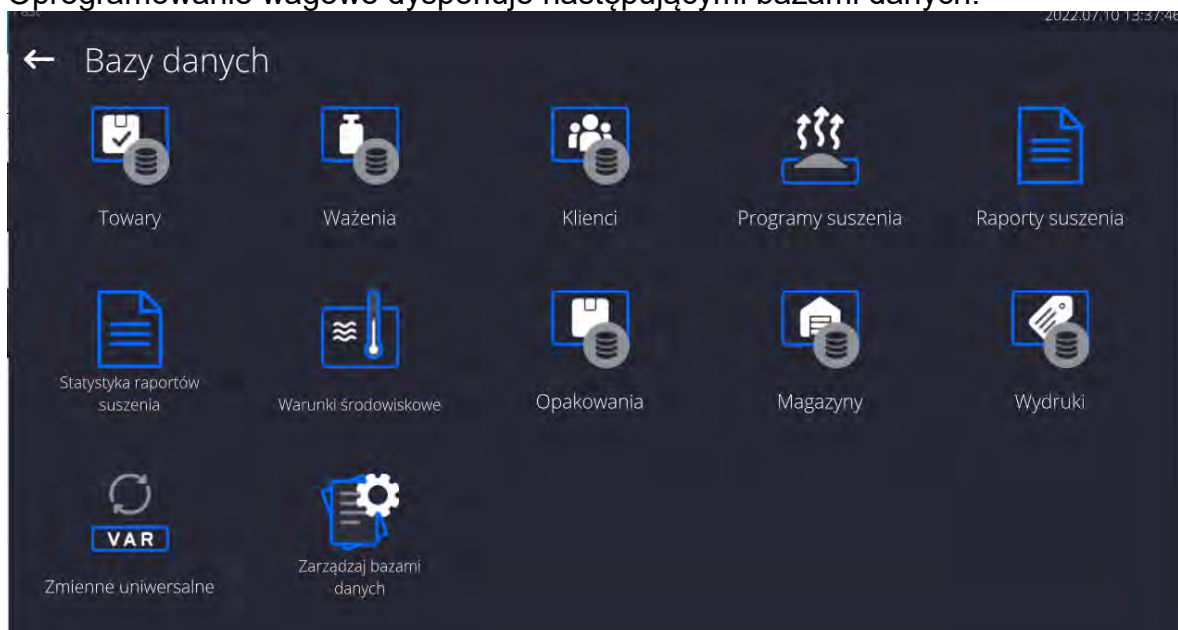 Oprogramowanie wagowe dysponuje następującymi bazami danych:
2022.07.10 13:37:46
Bazy danych
Towary
Ważenia
Klienci
Programy suszenia
Raporty suszenia
Statystyka raportów
suszenia
Warunki środowiskowe
Opakowania
Magazyny
Wydruki
VAR
Zmienne uniwersalne
Zarządzaj bazami
danych